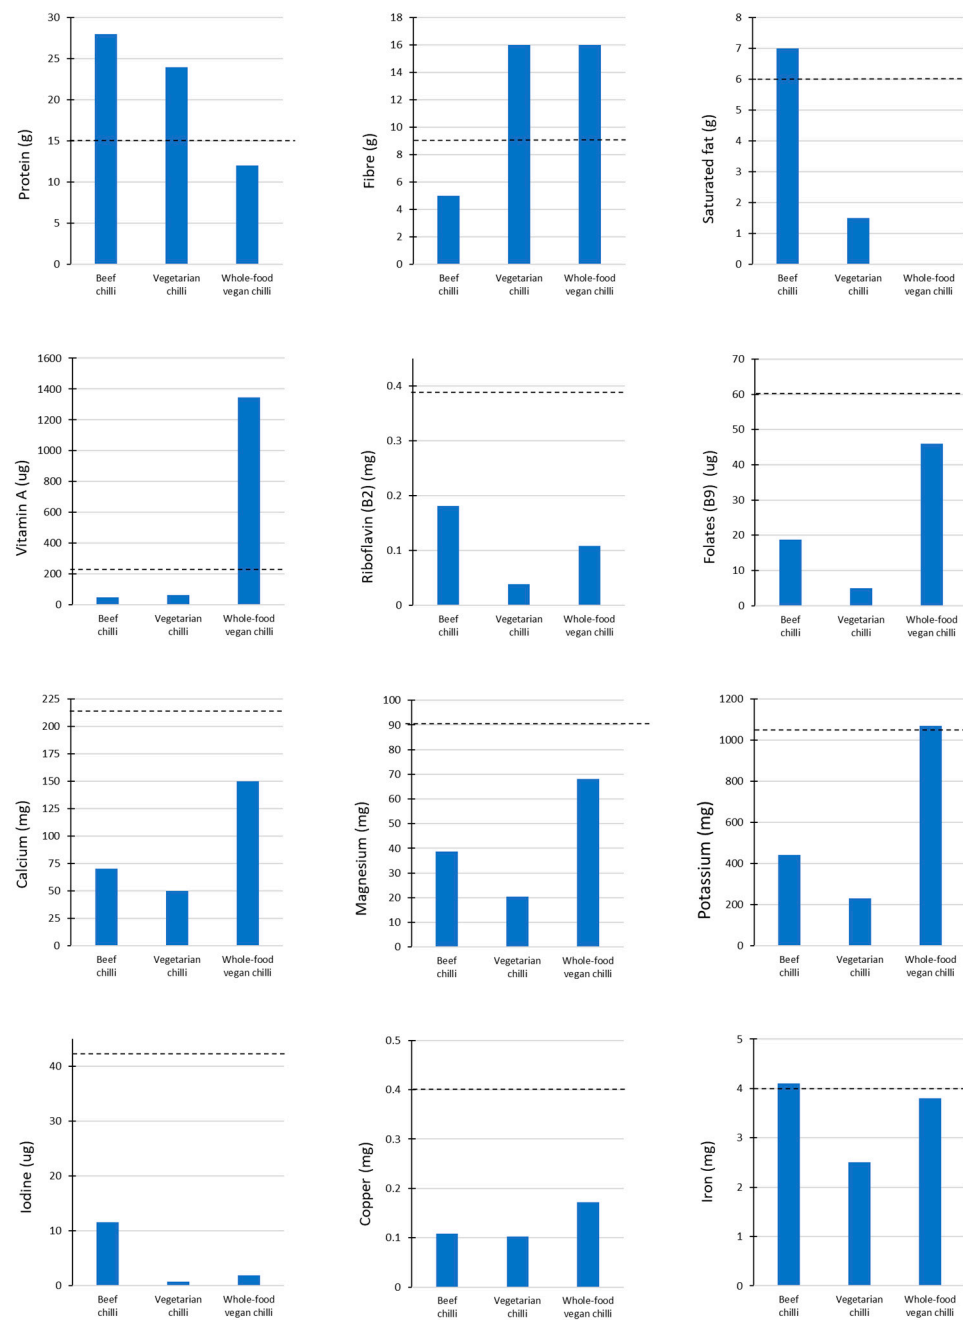 30
25
20
15
10
5
0
Protein (g)
Beef
chilli
Vegetarian
chilli
Whole-food
vegan chilli
18
16
14
12
10
8
6
4
2
0
Fibre (g)
Beef
chilli
Vegetarian
chilli
Whole-food
vegan chilli
8
7
6
5
4
3
2
1
0
Saturated fat (g)
Beef
chilli
Vegetarian
chilli
Whole-food
vegan chilli
1600
1400
1200
1000
800
600
400
200
0
Vitamin A (ug)
Beef
chilli
Vegetarian
chilli
Whole-food
vegan chilli
0.4
0.3
0.2
0.1
0
Riboflavin (B2) (mg)
Beef
chilli
Vegetarian
chilli
Whole-food
vegan chilli
70
60
50
40
30
20
10
0
Folates (B9) (ug)
Beef
chilli
Vegetarian
chilli
Whole-food
vegan chilli
225
200
175
150
125
100
75
50
25
0
Calcium (mg)
Beef
chilli
Vegetarian
chilli
Whole-food
vegan chilli
100
90
80
70
60
50
40
30
20
10
0
Magnesium (mg)
Beef
chilli
Vegetarian
chilli
Whole-food
vegan chilli
1200
1000
800
600
400
200
0
Potassium (mg)
Beef
chilli
Vegetarian
chilli
Whole-food
vegan chilli
40
30
20
10
0
Iodine (ug)
Beef
chilli
Vegetarian
chilli
Whole-food
vegan chilli
0.5
0.4
0.3
0.2
0.1
0
Copper (mg)
Beef
chilli
Vegetarian
chilli
Whole-food
vegan chilli
5
4
3
2
1
0
Iron (mg)
Beef
chilli
Vegetarian
chilli
Whole-food
vegan chilli